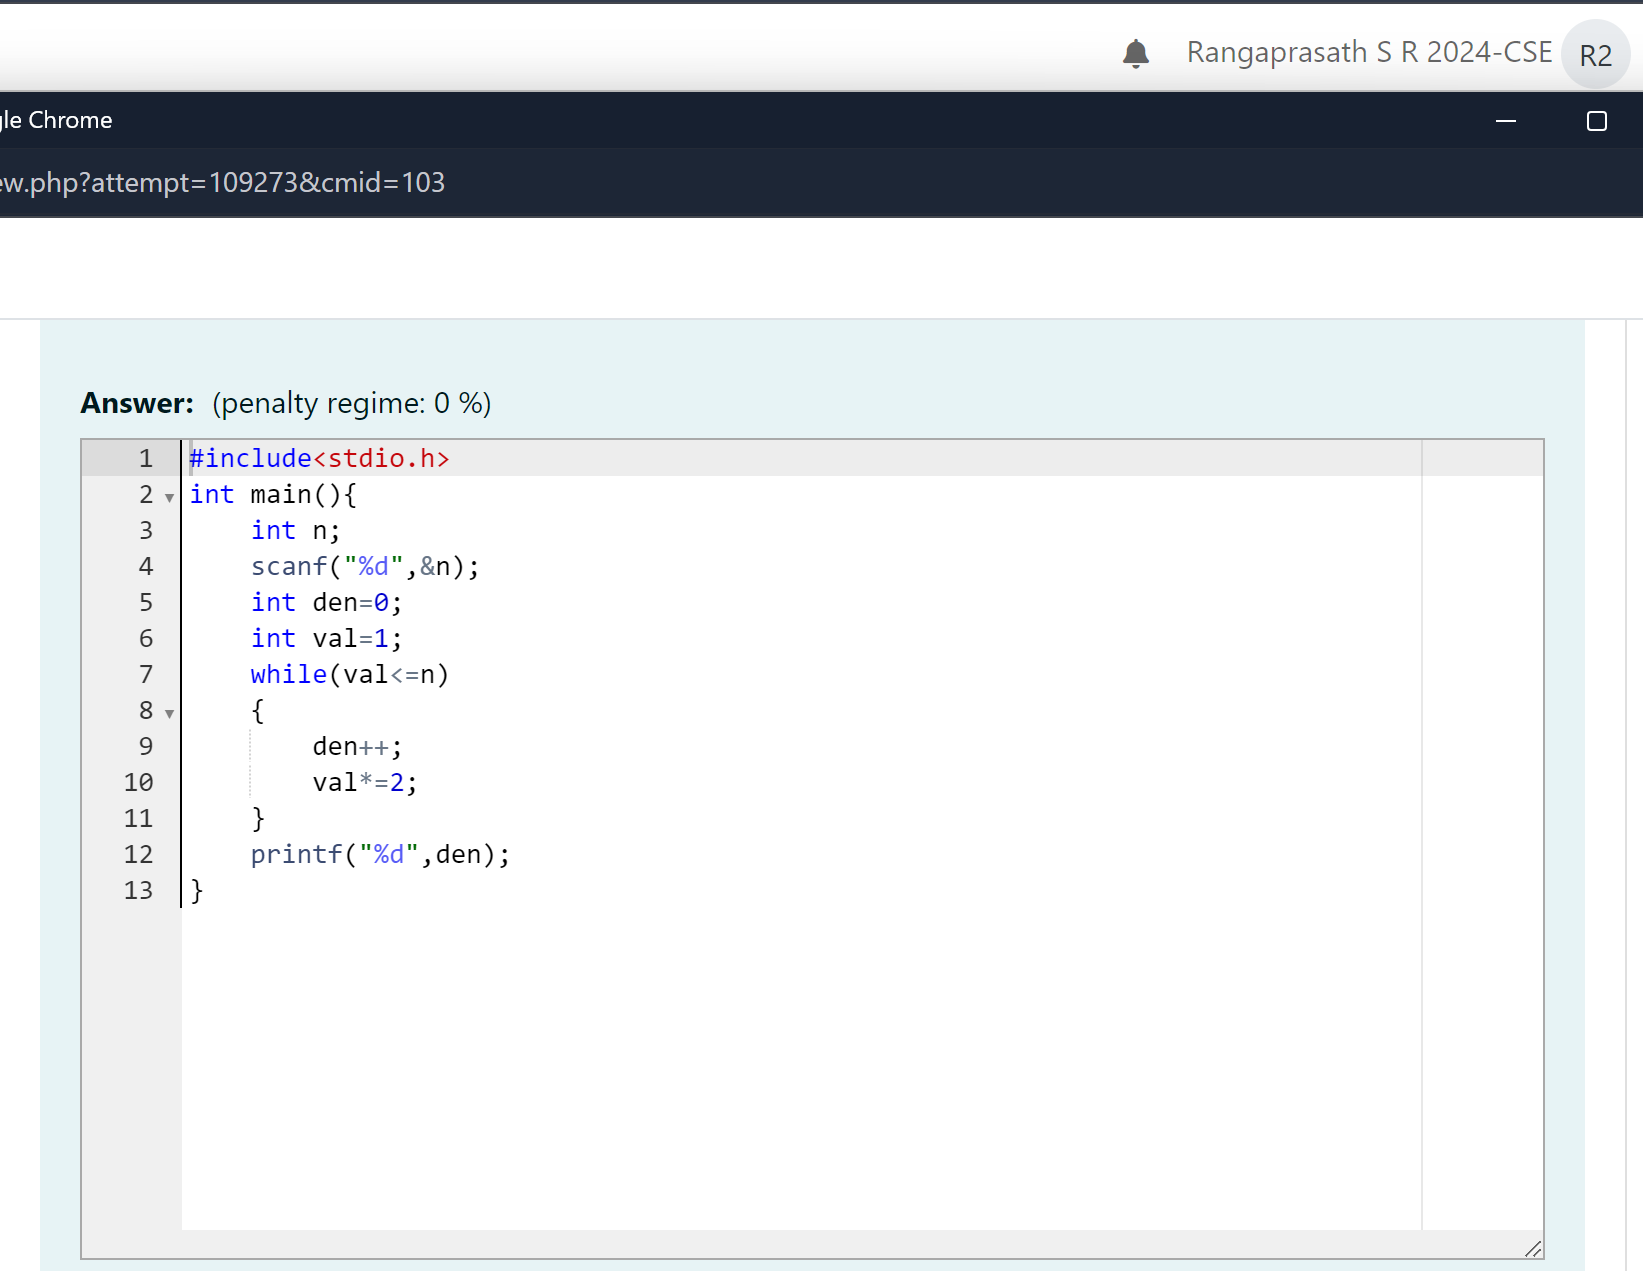 Rangaprasath S R 2024-CSE R2
le Chrome
w.php?attempt=109273&cmid=103
Answer: (penalty regime: 0 %)
1 #include<stdio.h>
2 int main(){
3     int n;
4     scanf("%d",&n);
5     int den=0;
6     int val=1;
7     while(val<=n)
8     {
9         den++;
10         val*=2;
11     }
12     printf("%d",den);
13 }